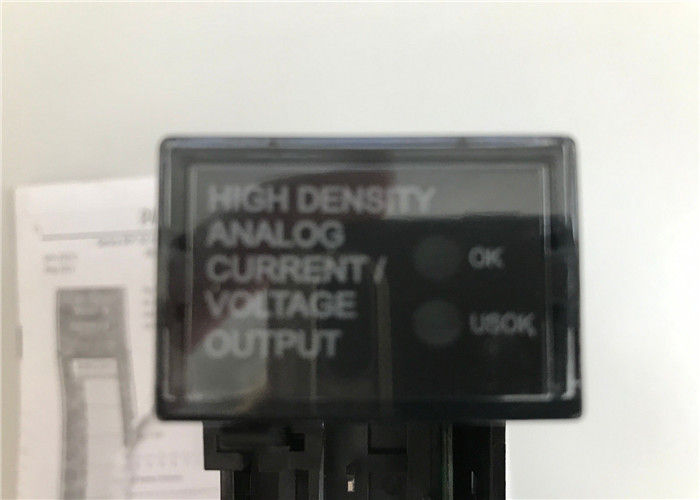 HIGH DENSITY
ANALOG
CURRENT /
VOLTAGE
OUTPUT
OK
USOK